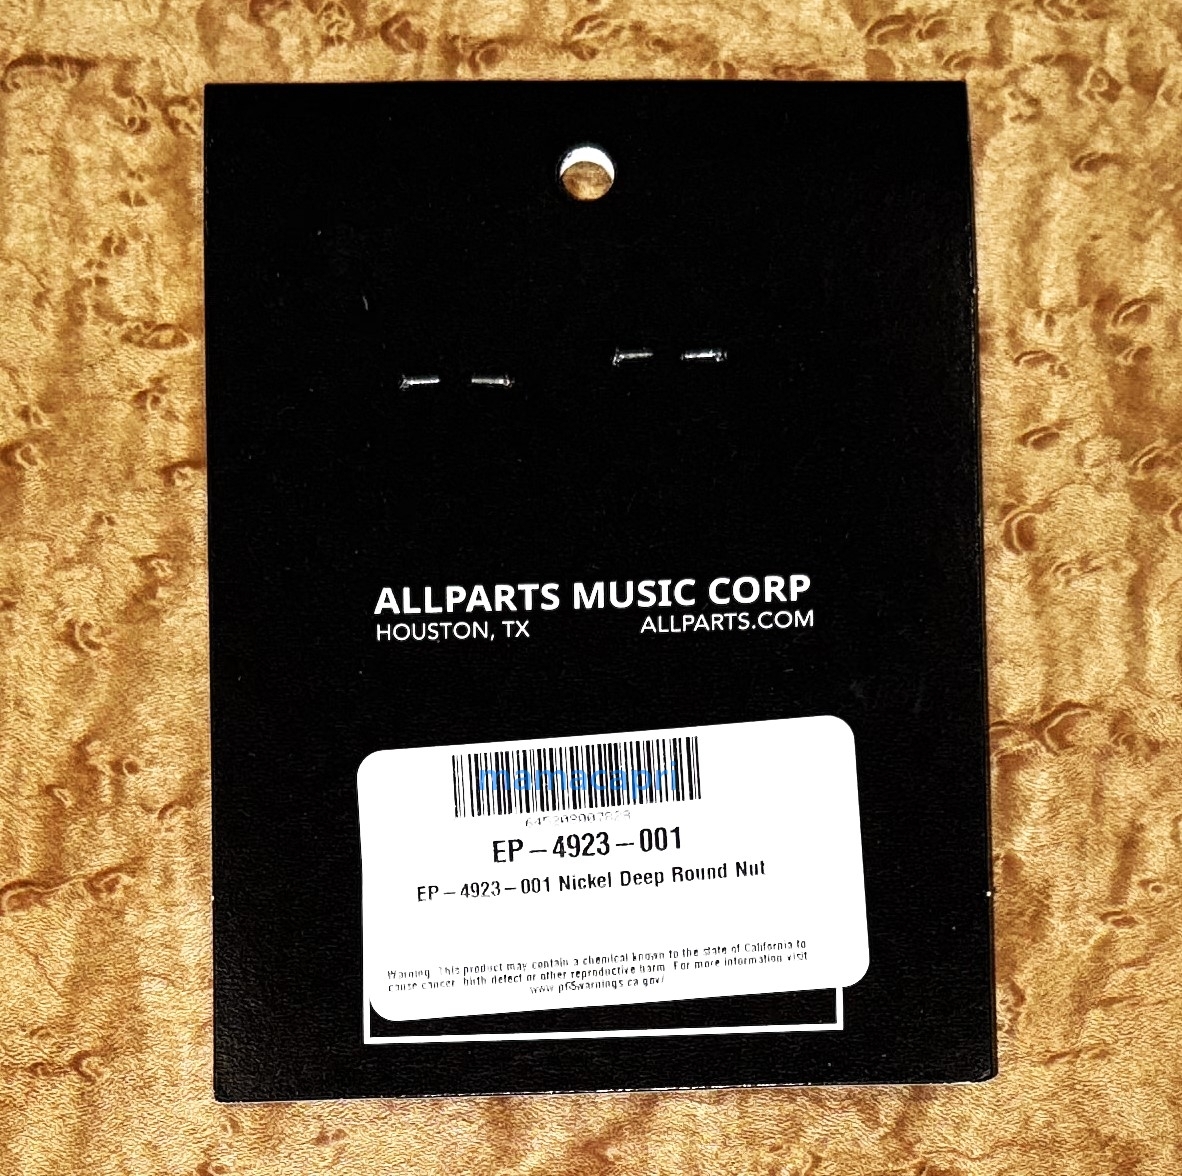 ALLPARTS MUSIC CORP
HOUSTON, TX ALLPARTS.COM
mamacapri
EP-4923-001
EP-4923-001 Nickel Deep Round Nut
Warning: This product may contain a chemical known to the state of California to
cause cancer, birth defect or other reproductive harm. For more information visit
www.p65warnings.ca.gov/